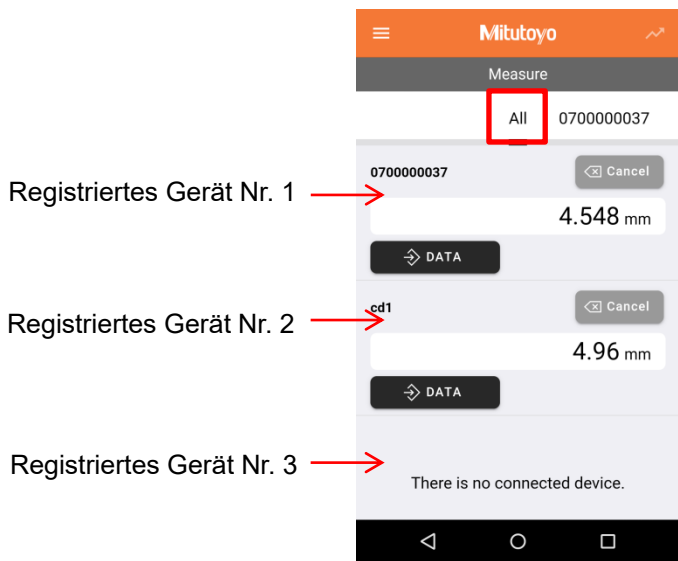 Mitutoyo
Measure
All 0700000037
Registriertes Gerät Nr. 1
0700000037
Cancel
4.548 mm
DATA
Registriertes Gerät Nr. 2
cd1
Cancel
4.96 mm
DATA
Registriertes Gerät Nr. 3
There is no connected device.